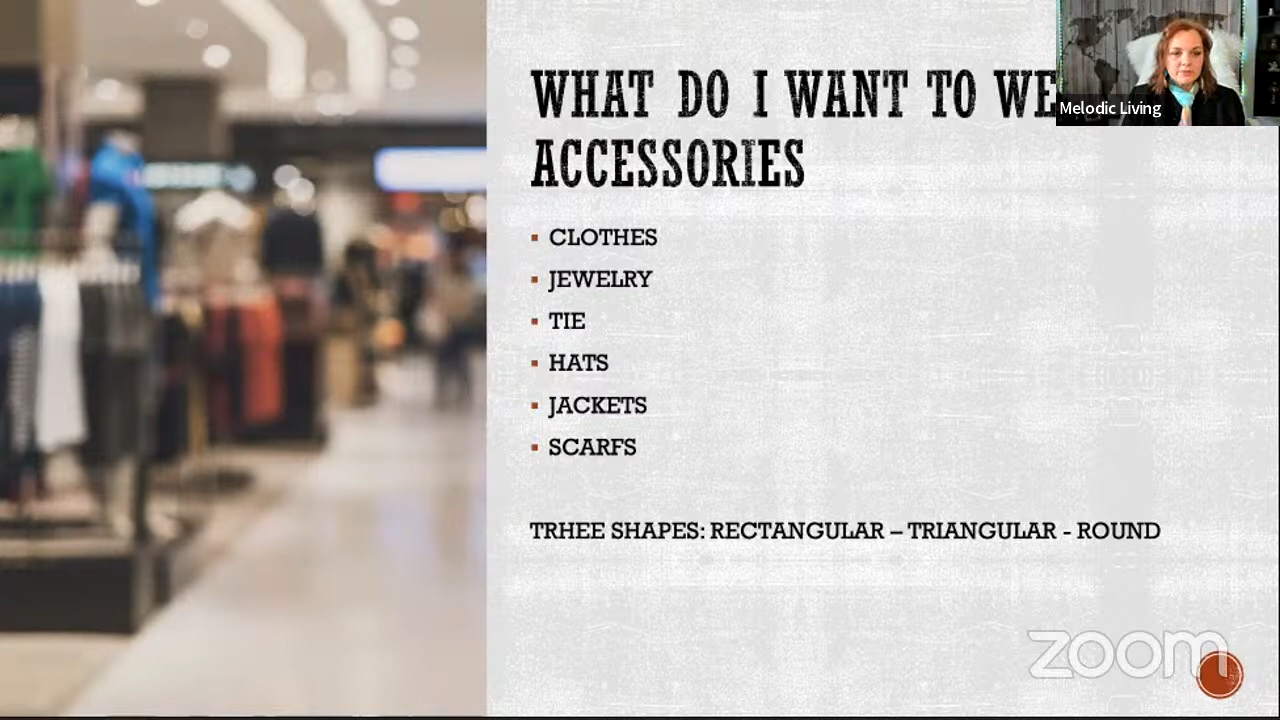 WHAT DO I WANT TO WE
ACCESSORIES
Melodic Living
▪ CLOTHES
▪ JEWELRY
▪ TIE
▪ HATS
▪ JACKETS
▪ SCARFS
TRHEE SHAPES: RECTANGULAR – TRIANGULAR - ROUND
zoom